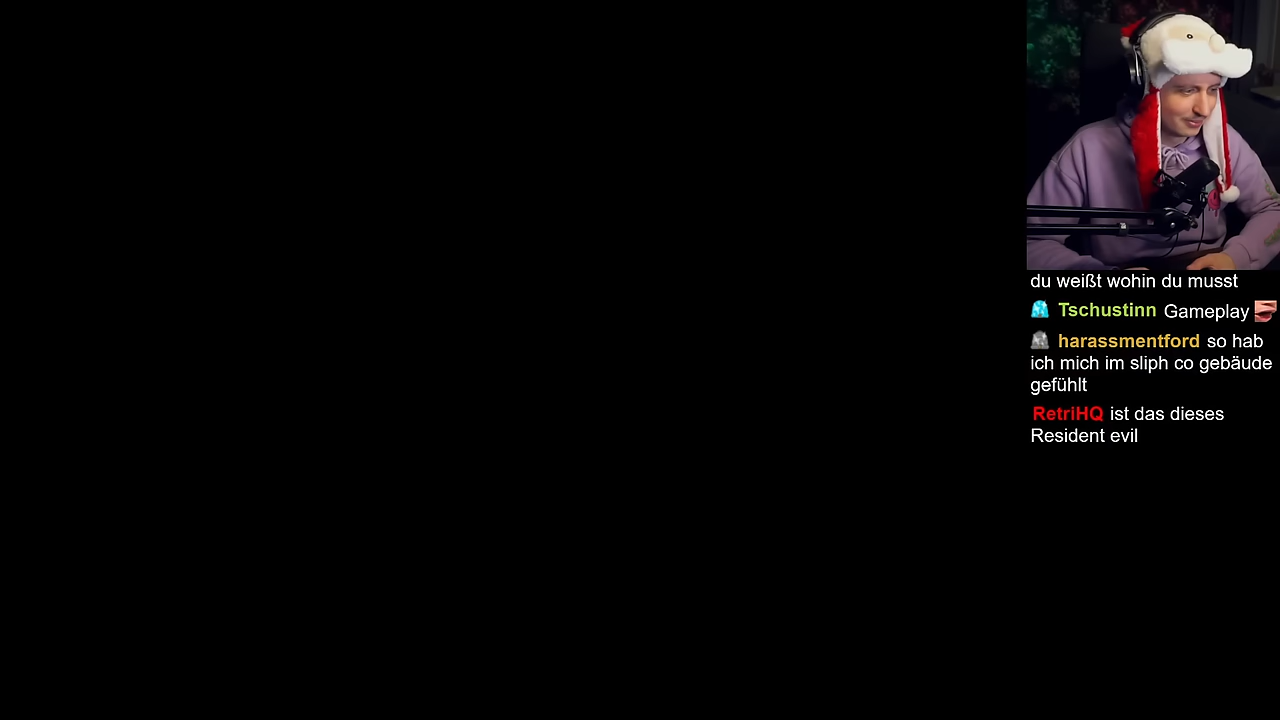 du weißt wohin du musst
Tschustinn Gameplay
harassmentford so hab
ich mich im sliph co gebäude
gefühlt
RetriHQ ist das dieses
Resident evil